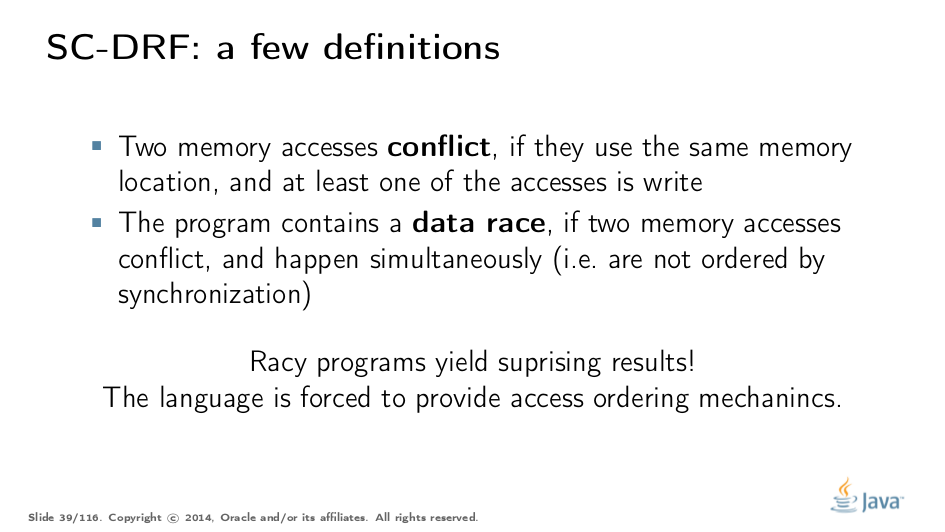 SC-DRF: a few definitions
▪ Two memory accesses conflict, if they use the same memory
location, and at least one of the accesses is write
▪ The program contains a data race, if two memory accesses
conflict, and happen simultaneously (i.e. are not ordered by
synchronization)
Racy programs yield suprising results!
The language is forced to provide access ordering mechanincs.
Java™
Slide 39/116. Copyright © 2014, Oracle and/or its affiliates. All rights reserved.